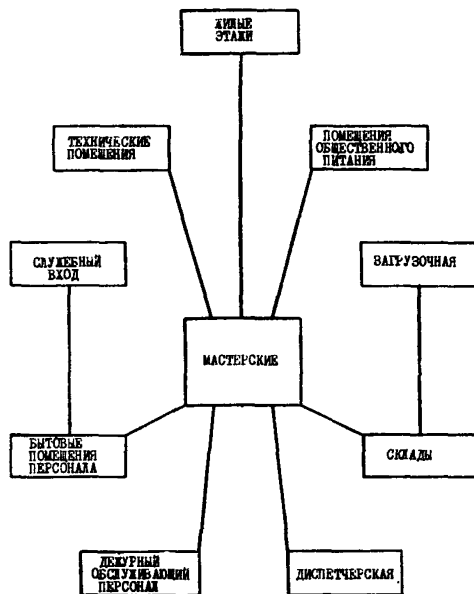 ЖИЛЫЕ
ЭТАЖИ
ТЕХНИЧЕСКИЕ
ПОМЕЩЕНИЯ
ПОМЕЩЕНИЯ
ОБЩЕСТВЕННОГО
ПИТАНИЯ
СЛУЖЕБНЫЙ
ВХОД
ЗАГРУЗОЧНАЯ
МАСТЕРСКИЕ
БЫТОВЫЕ
ПОМЕЩЕНИЯ
ПЕРСОНАЛА
СКЛАДЫ
ДЕЖУРНЫЙ
ОБСЛУЖИВАЮЩИЙ
ПЕРСОНАЛ
ДИСПЕТЧЕРСКАЯ